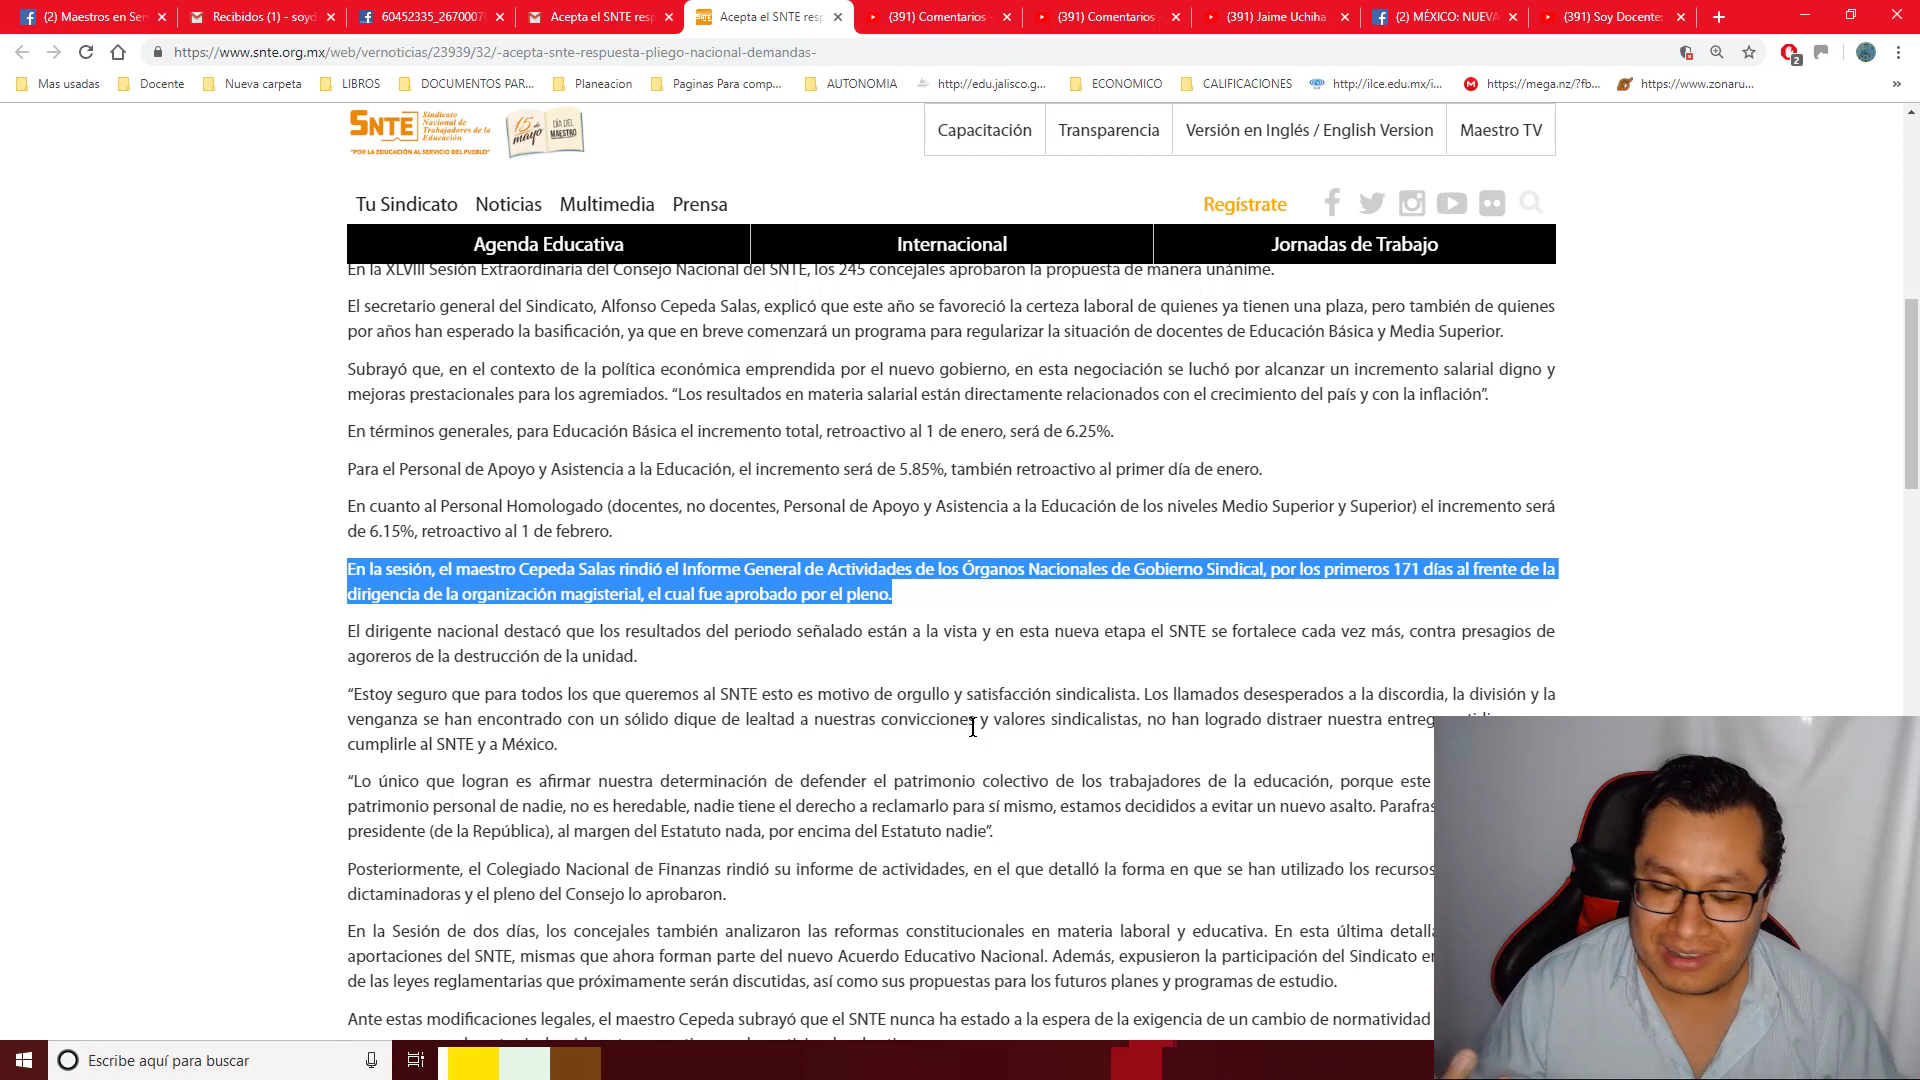 (2) Maestros en Ser
Recibidos (1) - soyd
60452335_267000
Acepta el SNTE resp
Acepta el SNTE resp
(391) Comentarios -
(391) Comentarios -
(391) Jaime Uchiha
(2) MÉXICO: NUEVA
(391) Soy Docente:
https://www.snte.org.mx/web/vernoticias/23939/32/-acepta-snte-respuesta-pliego-nacional-demandas-
2
Mas usadas
Docente
Nueva carpeta
LIBROS
DOCUMENTOS PAR...
Planeacion
Paginas Para comp...
AUTONOMIA
http://edu.jalisco.g...
ECONOMICO
CALIFICACIONES
http://ilce.edu.mx/i...
https://mega.nz/?fb...
https://www.zonaru...
SNTE Sindicato Nacional de Trabajadores de la Educación
"POR LA EDUCACIÓN AL SERVICIO DEL PUEBLO"
15 de mayo DÍA DEL MAESTRO
Capacitación
Transparencia
Versión en Inglés / English Version
Maestro TV
Tu Sindicato
Noticias
Multimedia
Prensa
Regístrate
Agenda Educativa
Internacional
Jornadas de Trabajo
En la XLVIII Sesión Extraordinaria del Consejo Nacional del SNTE, los 245 concejales aprobaron la propuesta de manera unánime.
El secretario general del Sindicato, Alfonso Cepeda Salas, explicó que este año se favoreció la certeza laboral de quienes ya tienen una plaza, pero también de quienes
por años han esperado la basificación, ya que en breve comenzará un programa para regularizar la situación de docentes de Educación Básica y Media Superior.
Subrayó que, en el contexto de la política económica emprendida por el nuevo gobierno, en esta negociación se luchó por alcanzar un incremento salarial digno y
mejoras prestacionales para los agremiados. “Los resultados en materia salarial están directamente relacionados con el crecimiento del país y con la inflación”.
En términos generales, para Educación Básica el incremento total, retroactivo al 1 de enero, será de 6.25%.
Para el Personal de Apoyo y Asistencia a la Educación, el incremento será de 5.85%, también retroactivo al primer día de enero.
En cuanto al Personal Homologado (docentes, no docentes, Personal de Apoyo y Asistencia a la Educación de los niveles Medio Superior y Superior) el incremento será
de 6.15%, retroactivo al 1 de febrero.
En la sesión, el maestro Cepeda Salas rindió el Informe General de Actividades de los Órganos Nacionales de Gobierno Sindical, por los primeros 171 días al frente de la
dirigencia de la organización magisterial, el cual fue aprobado por el pleno.
El dirigente nacional destacó que los resultados del periodo señalado están a la vista y en esta nueva etapa el SNTE se fortalece cada vez más, contra presagios de
agoreros de la destrucción de la unidad.
“Estoy seguro que para todos los que queremos al SNTE esto es motivo de orgullo y satisfacción sindicalista. Los llamados desesperados a la discordia, la división y la
venganza se han encontrado con un sólido dique de lealtad a nuestras convicciones y valores sindicalistas, no han logrado distraer nuestra entreg
cumplirle al SNTE y a México.
“Lo único que logran es afirmar nuestra determinación de defender el patrimonio colectivo de los trabajadores de la educación, porque este
patrimonio personal de nadie, no es heredable, nadie tiene el derecho a reclamarlo para sí mismo, estamos decididos a evitar un nuevo asalto. Parafras
presidente (de la República), al margen del Estatuto nada, por encima del Estatuto nadie”.
Posteriormente, el Colegiado Nacional de Finanzas rindió su informe de actividades, en el que detalló la forma en que se han utilizado los recursos
dictaminadoras y el pleno del Consejo lo aprobaron.
En la Sesión de dos días, los concejales también analizaron las reformas constitucionales en materia laboral y educativa. En esta última detalla
aportaciones del SNTE, mismas que ahora forman parte del nuevo Acuerdo Educativo Nacional. Además, expusieron la participación del Sindicato en
de las leyes reglamentarias que próximamente serán discutidas, así como sus propuestas para los futuros planes y programas de estudio.
Ante estas modificaciones legales, el maestro Cepeda subrayó que el SNTE nunca ha estado a la espera de la exigencia de un cambio de normatividad
Escribe aquí para buscar